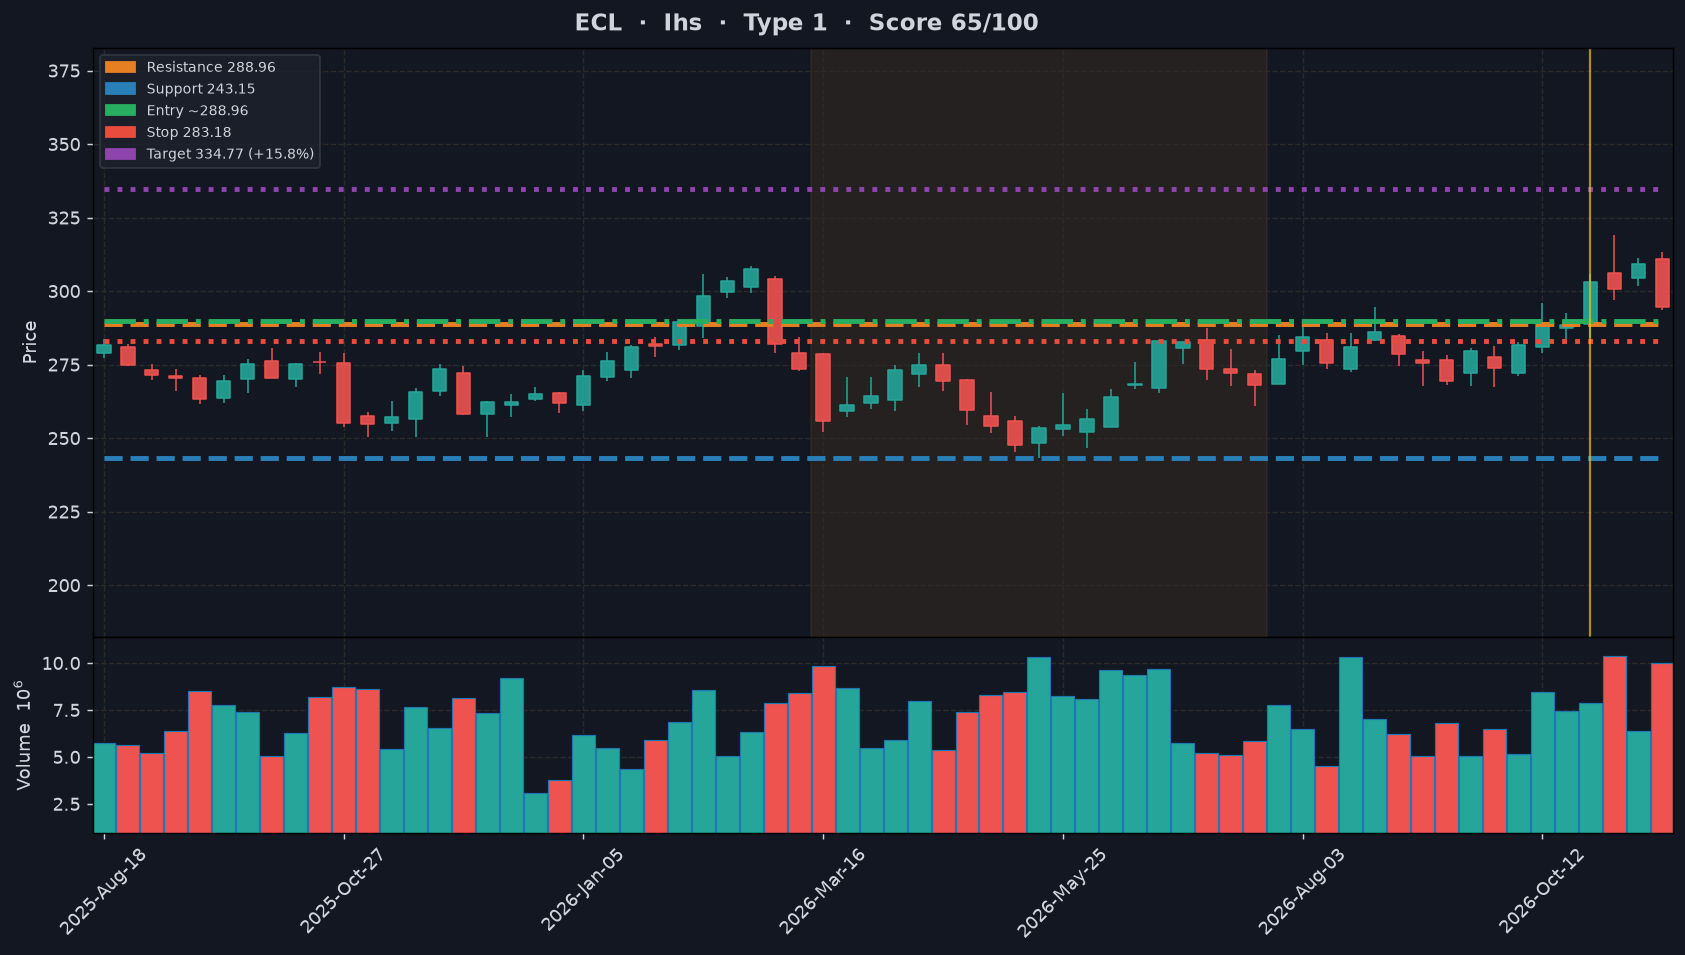 ECL · Ihs · Type 1 · Score 65/100
Resistance 288.96
Support 243.15
Entry ~288.96
Stop 283.18
Target 334.77 (+15.8%)
Price
375
350
325
300
275
250
225
200
Volume 10⁶
10.0
7.5
5.0
2.5
2025-Aug-18
2025-Oct-27
2026-Jan-05
2026-Mar-16
2026-May-25
2026-Aug-03
2026-Oct-12